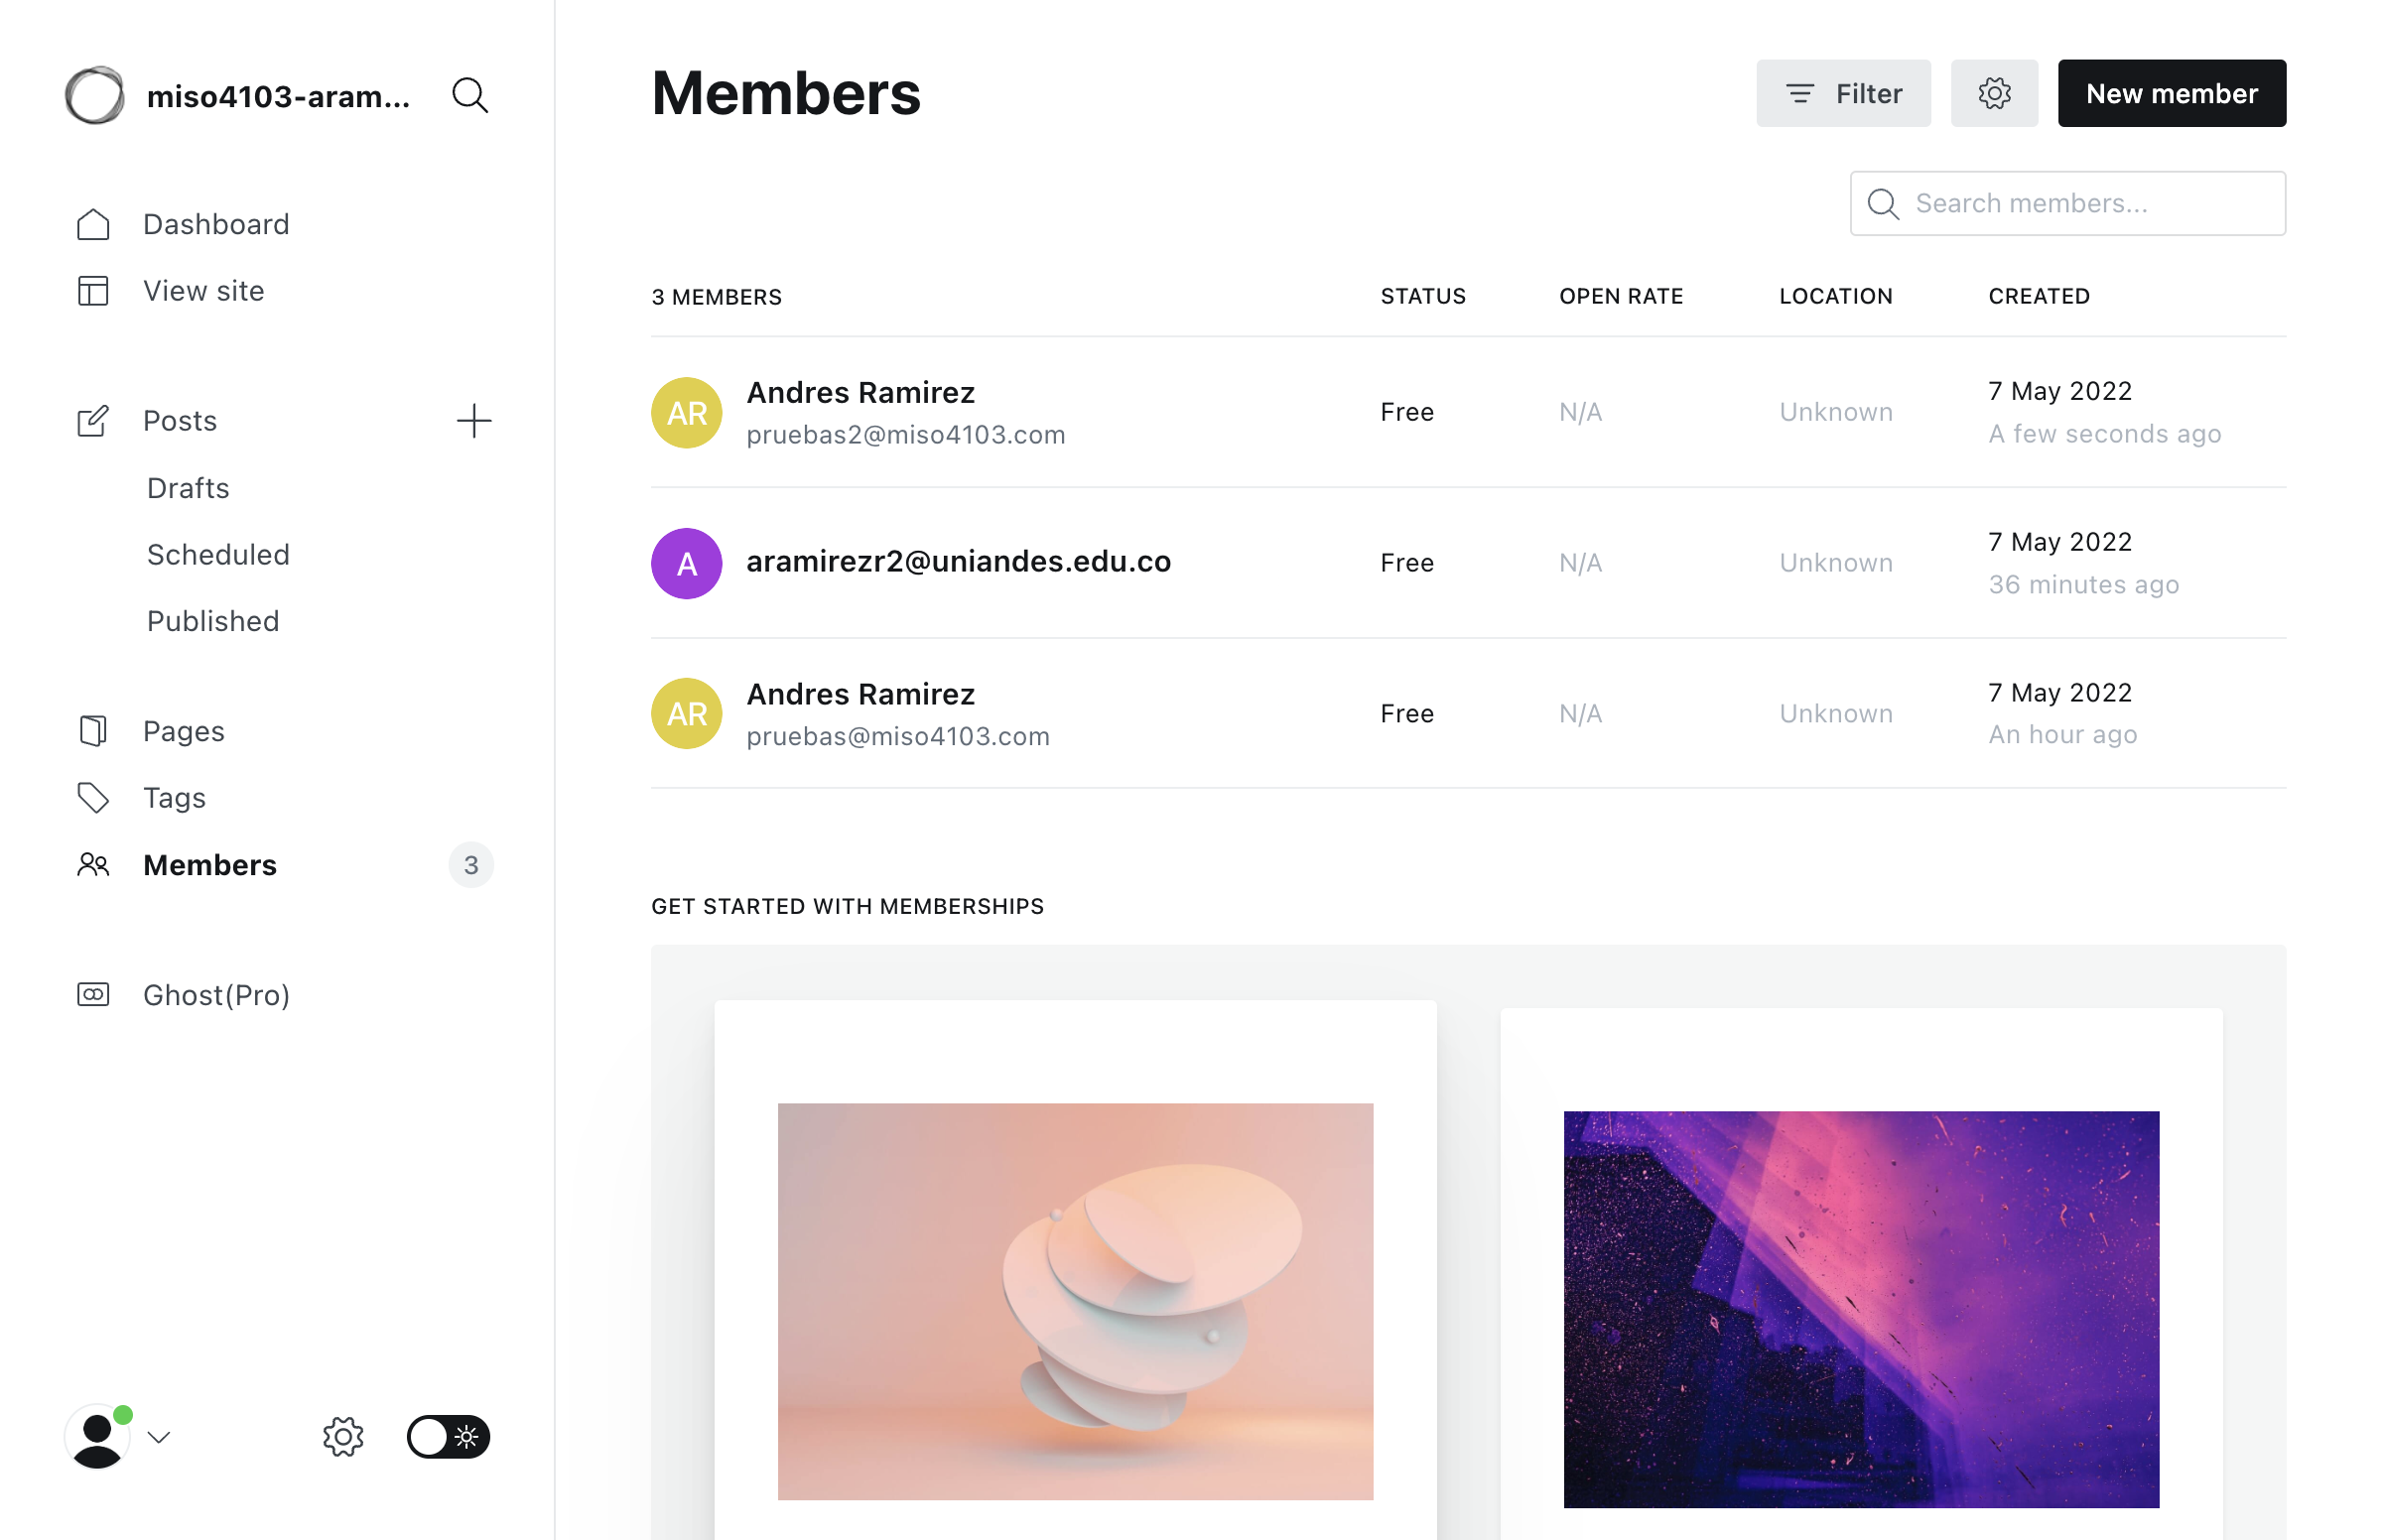 miso4103-aram...
Dashboard
View site
Posts
Drafts
Scheduled
Published
Pages
Tags
Members
3
Ghost(Pro)
Members
Filter
New member
Search members...
3 MEMBERS STATUS OPEN RATE LOCATION CREATED
AR Andres Ramirez Free N/A Unknown 7 May 2022
pruebas2@miso4103.com A few seconds ago
A aramirezr2@uniandes.edu.co Free N/A Unknown 7 May 2022
36 minutes ago
AR Andres Ramirez Free N/A Unknown 7 May 2022
pruebas@miso4103.com An hour ago
GET STARTED WITH MEMBERSHIPS